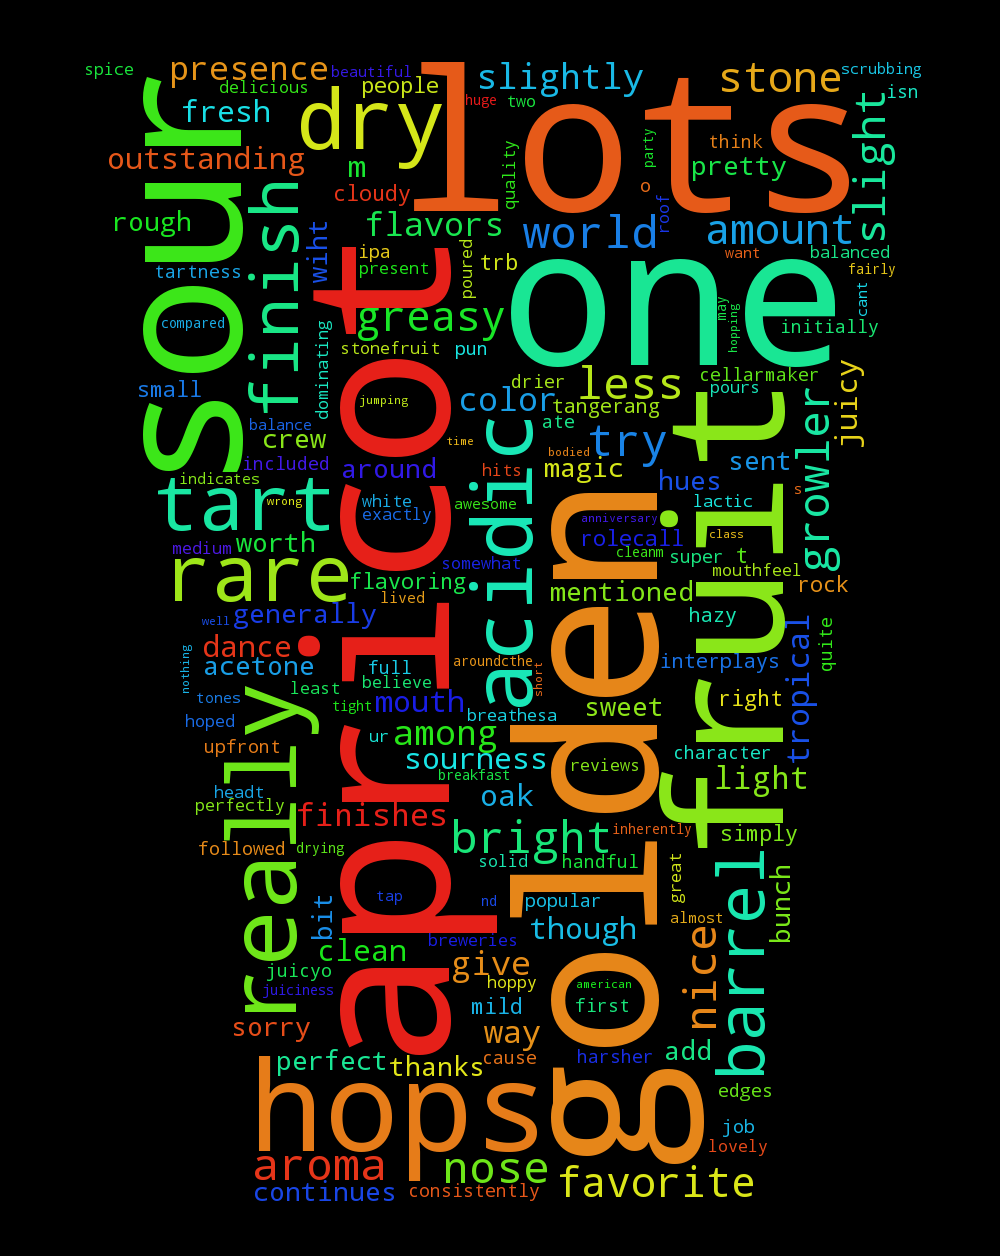 spice
presence
beautiful
lots
slightly
stone
scrubbing
delicious
people
huge
two
isn
sour
fresh
dry
slight
outstanding
m
quality
party
think
pretty
cloudy
o
rough
finish
flavors
world
roof
amount
wiht
ipa
poured
trb
one
want
balanced
tartness
present
fairly
apricot
cant
compared
greasy
may
hopping
initially
dominating
stonefruit
pun
small
jumping
drier
less
cellarmaker
pours
juicy
color
tangerang
balance
ate
crew
time
acidic
bodied
try
fruit
growler
included
around
hits
magic
sent
indicates
hues
tart
wrong
white
exactly
awesome
lactic
s
anniversary
golden
medium
worth
rolecall
class
cleanm
super
t
somewhat
rare
flavoring
mouthfeel
mentioned
rock
lived
well
generally
hazy
tropical
quite
dance
acetone
nothing
full
believe
aroundcthe
short
interplays
tones
least
tight
mouth
sweet
right
hoped
really
breathesa
upfront
ur
among
character
sourness
reviews
breakfast
light
headt
perfectly
oak
finishes
bright
inherently
simply
followed
drying
solid
handful
great
barrel
bunch
tap
nd
popular
almost
bit
though
nice
clean
breweries
juicyo
give
juiciness
hoppy
american
mild
first
sorry
way
perfect
thanks
cause
harsher
add
hops
edges
job
lovely
aroma
nose
favorite
continues
consistently